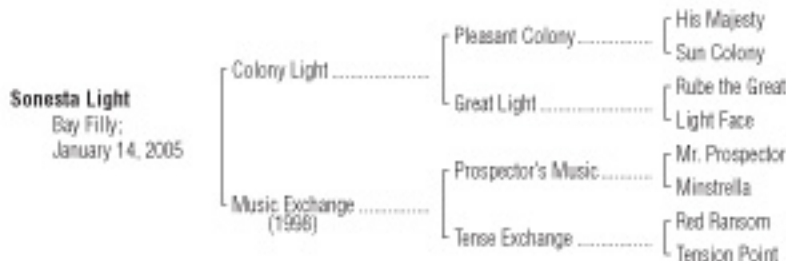 Sonesta Light
Bay Filly;
January 14, 2005
Colony Light
Music Exchange
(1998)
Pleasant Colony
Great Light
Prospector's Music
Tense Exchange
His Majesty
Sun Colony
Rube the Great
Light Face
Mr. Prospector
Minstrella
Red Ransom
Tension Point